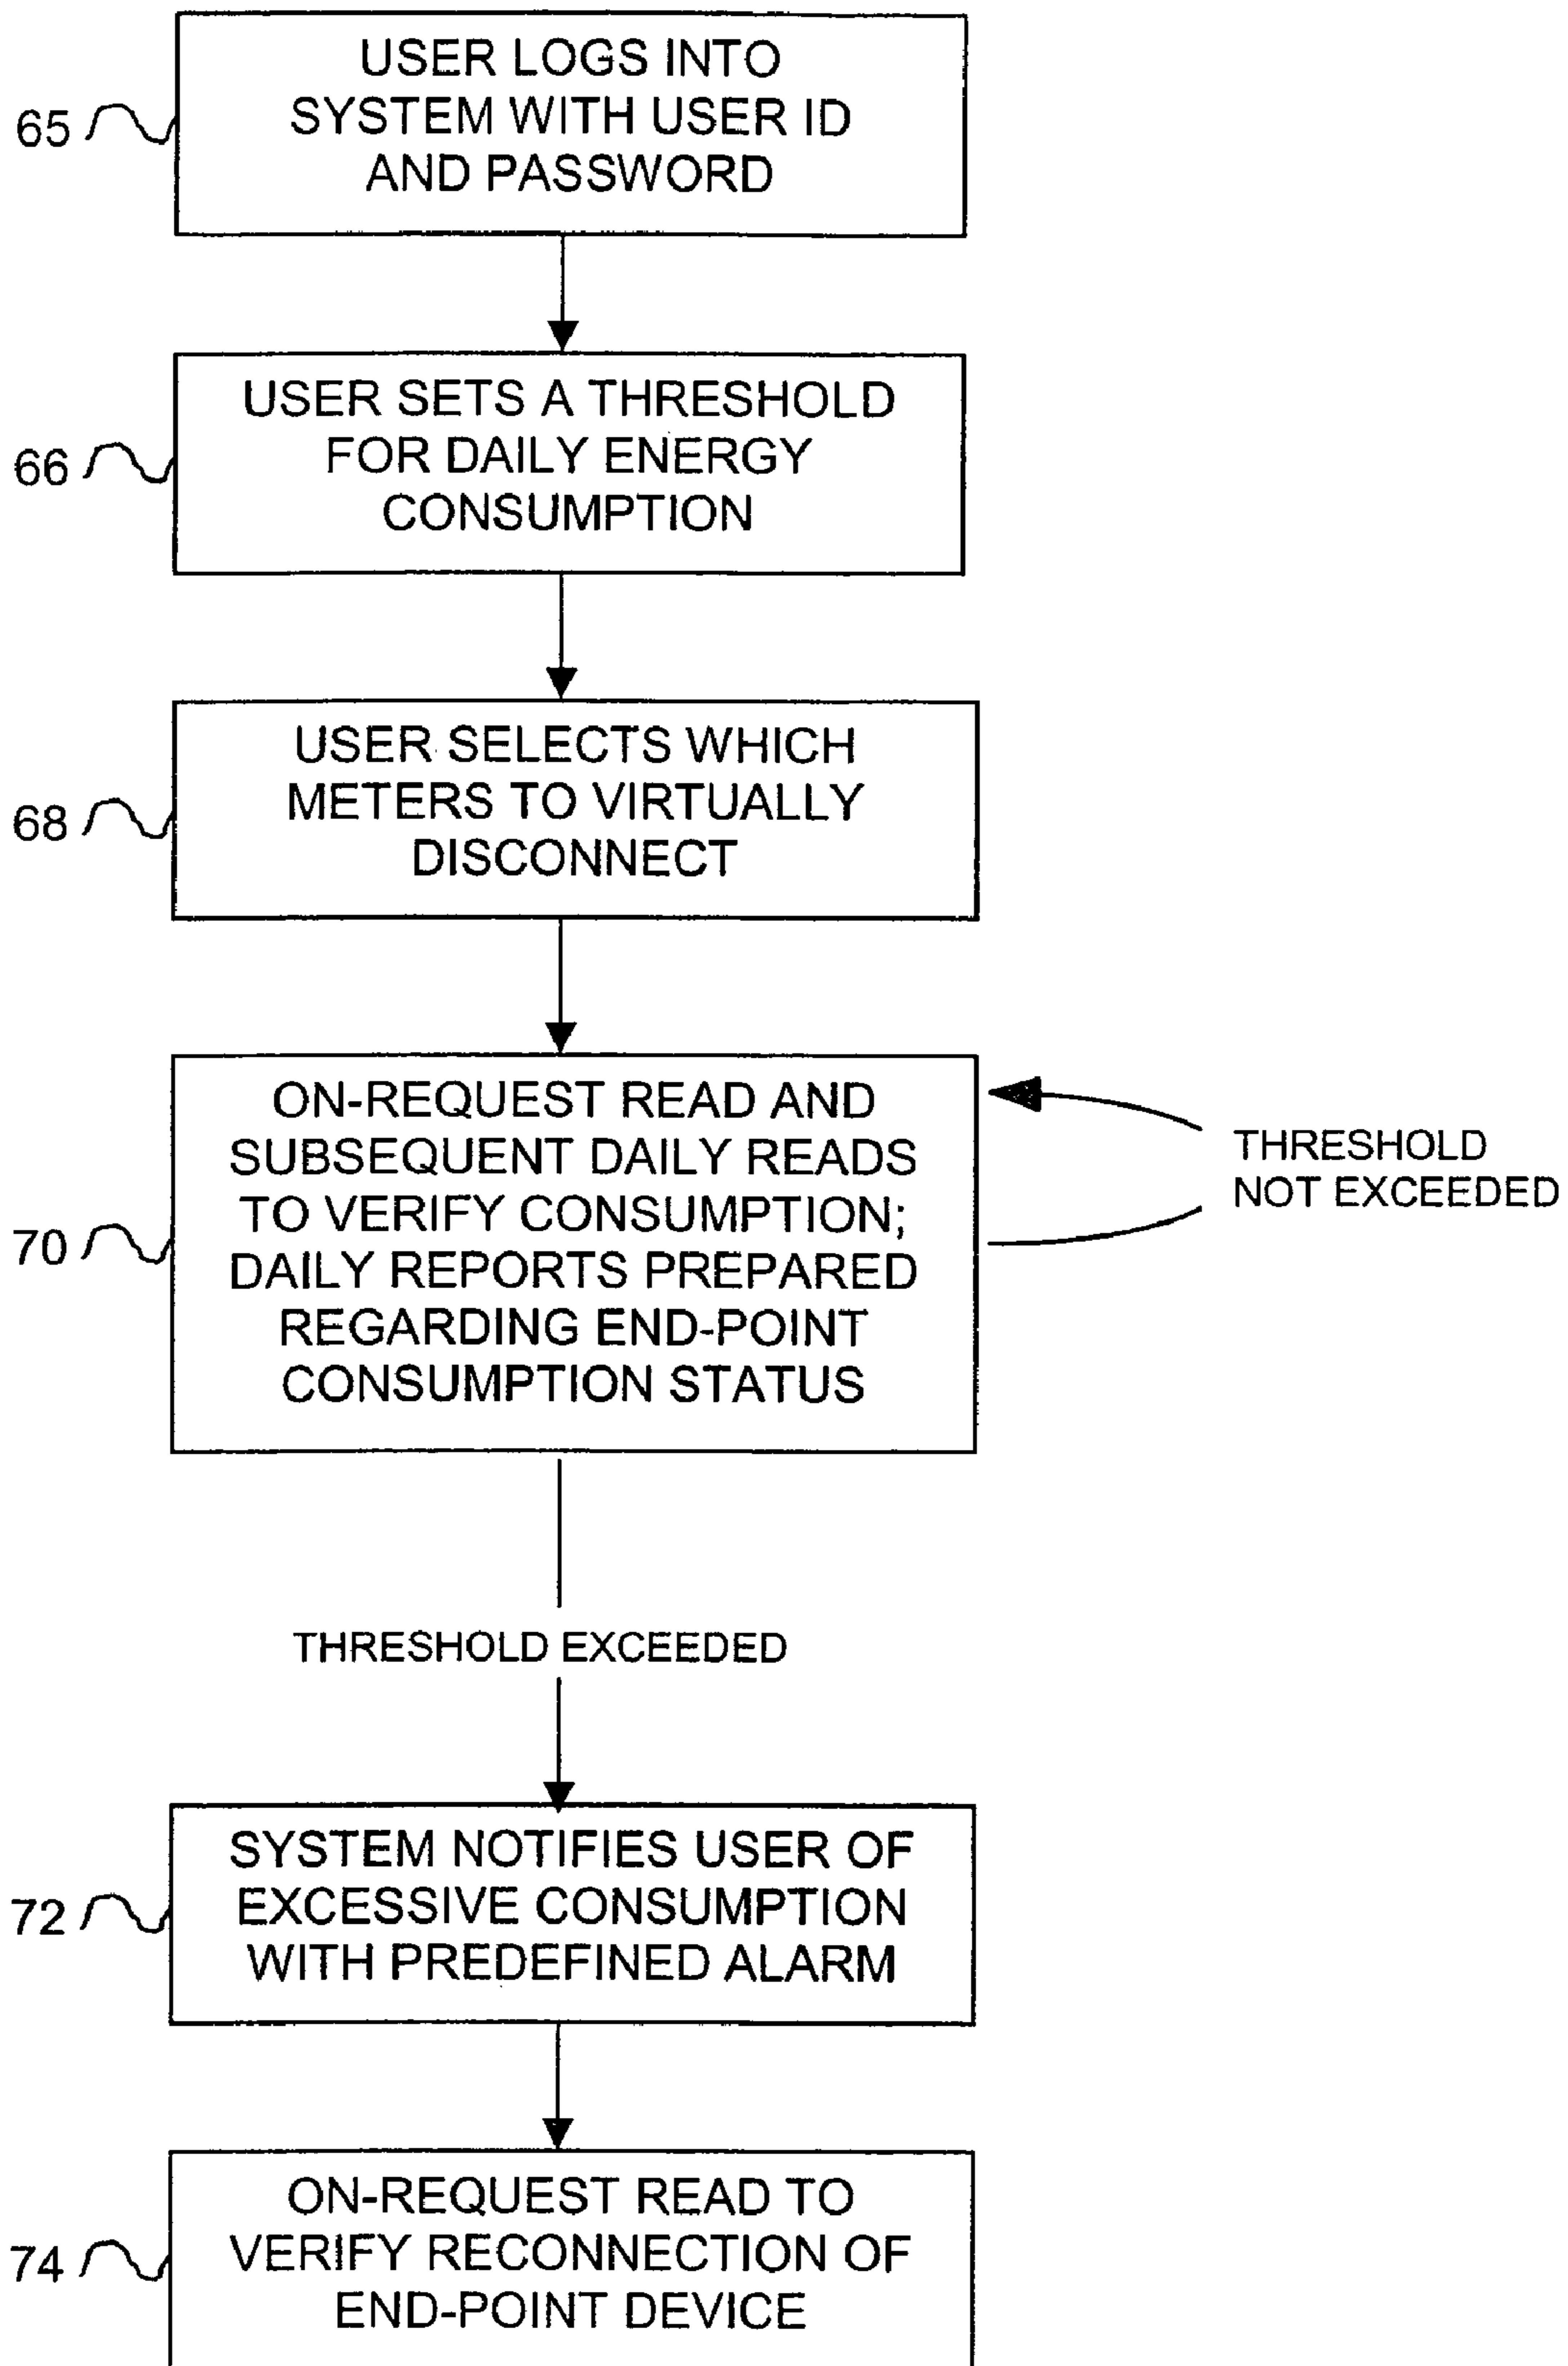 65
USER LOGS INTO
SYSTEM WITH USER ID
AND PASSWORD
66
USER SETS A THRESHOLD
FOR DAILY ENERGY
CONSUMPTION
68
USER SELECTS WHICH
METERS TO VIRTUALLY
DISCONNECT
70
ON-REQUEST READ AND
SUBSEQUENT DAILY READS
TO VERIFY CONSUMPTION;
DAILY REPORTS PREPARED
REGARDING END-POINT
CONSUMPTION STATUS
THRESHOLD
NOT EXCEEDED
THRESHOLD EXCEEDED
72
SYSTEM NOTIFIES USER OF
EXCESSIVE CONSUMPTION
WITH PREDEFINED ALARM
74
ON-REQUEST READ TO
VERIFY RECONNECTION OF
END-POINT DEVICE